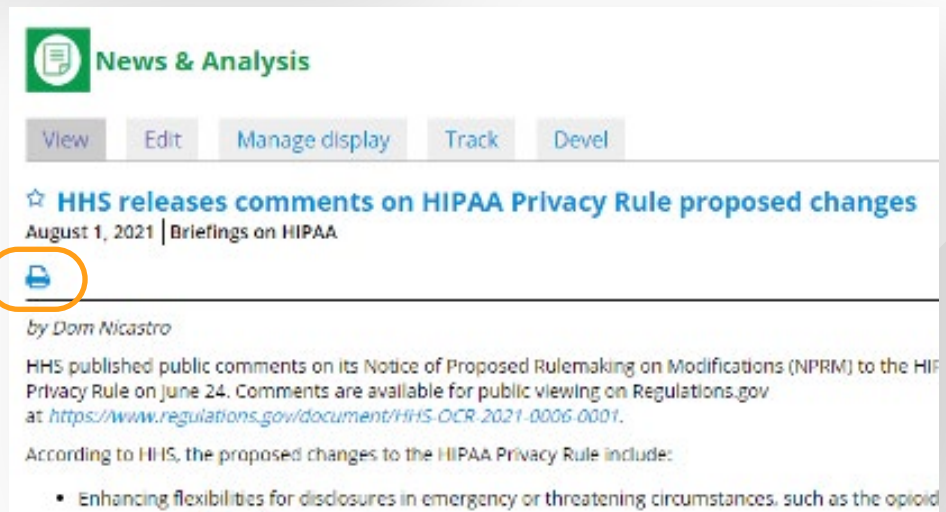 News & Analysis
View Edit Manage display Track Devel
HHS releases comments on HIPAA Privacy Rule proposed changes
August 1, 2021 | Briefings on HIPAA
by Dom Nicastro
HHS published public comments on its Notice of Proposed Rulemaking on Modifications (NPRM) to the HIP
Privacy Rule on June 24. Comments are available for public viewing on Regulations.gov
at https://www.regulations.gov/document/HHS-OCR-2021-0006-0001.
According to HHS, the proposed changes to the HIPAA Privacy Rule include:
• Enhancing flexibilities for disclosures in emergency or threatening circumstances, such as the opioid